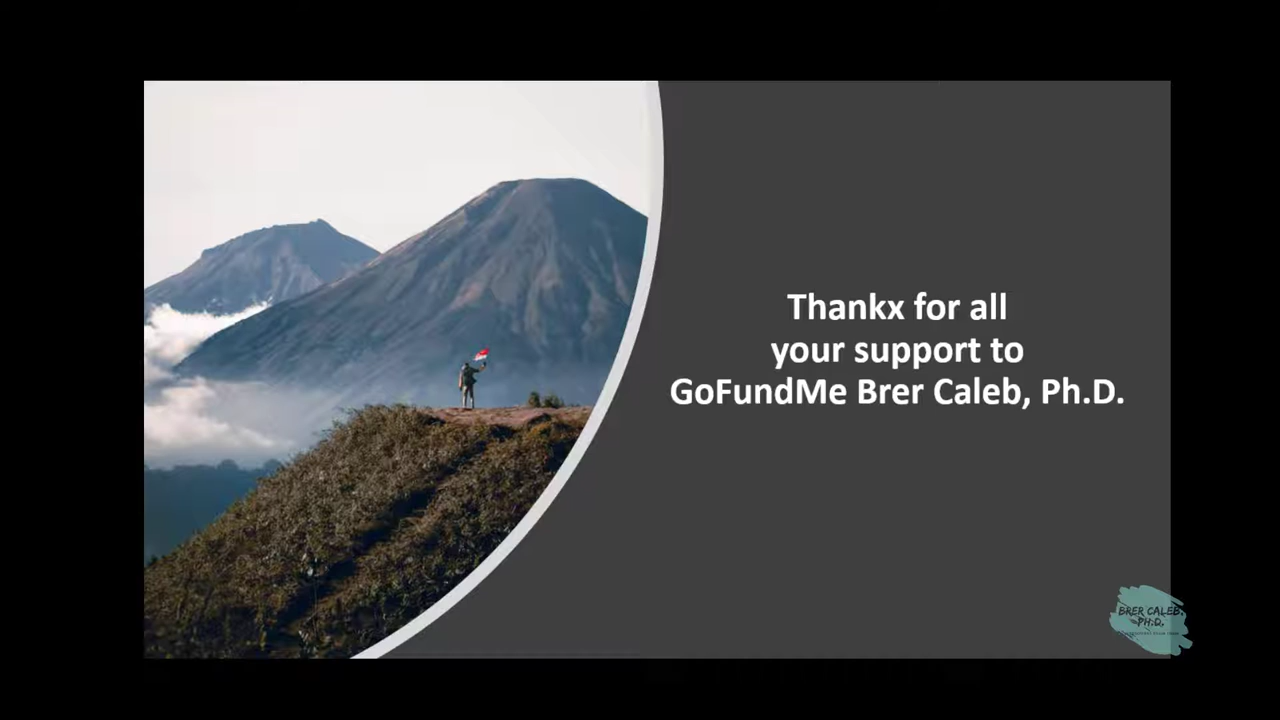 Thankx for all
your support to
GoFundMe Brer Caleb, Ph.D.
BRER CALEB,
PH.D.